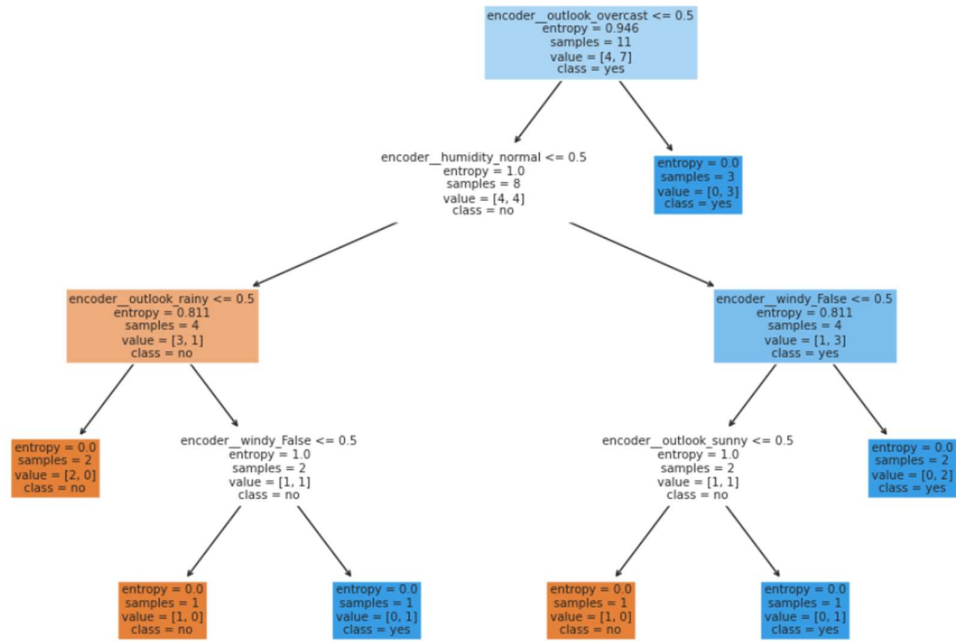 encoder__outlook_overcast <= 0.5
entropy = 0.946
samples = 11
value = [4, 7]
class = yes
encoder__humidity_normal <= 0.5
entropy = 1.0
samples = 8
value = [4, 4]
class = no
entropy = 0.0
samples = 3
value = [0, 3]
class = yes
encoder__outlook_rainy <= 0.5
entropy = 0.811
samples = 4
value = [3, 1]
class = no
encoder__windy_False <= 0.5
entropy = 0.811
samples = 4
value = [1, 3]
class = yes
entropy = 0.0
samples = 2
value = [2, 0]
class = no
encoder__windy_False <= 0.5
entropy = 1.0
samples = 2
value = [1, 1]
class = no
encoder__outlook_sunny <= 0.5
entropy = 1.0
samples = 2
value = [1, 1]
class = no
entropy = 0.0
samples = 2
value = [0, 2]
class = yes
entropy = 0.0
samples = 1
value = [1, 0]
class = no
entropy = 0.0
samples = 1
value = [0, 1]
class = yes
entropy = 0.0
samples = 1
value = [1, 0]
class = no
entropy = 0.0
samples = 1
value = [0, 1]
class = yes